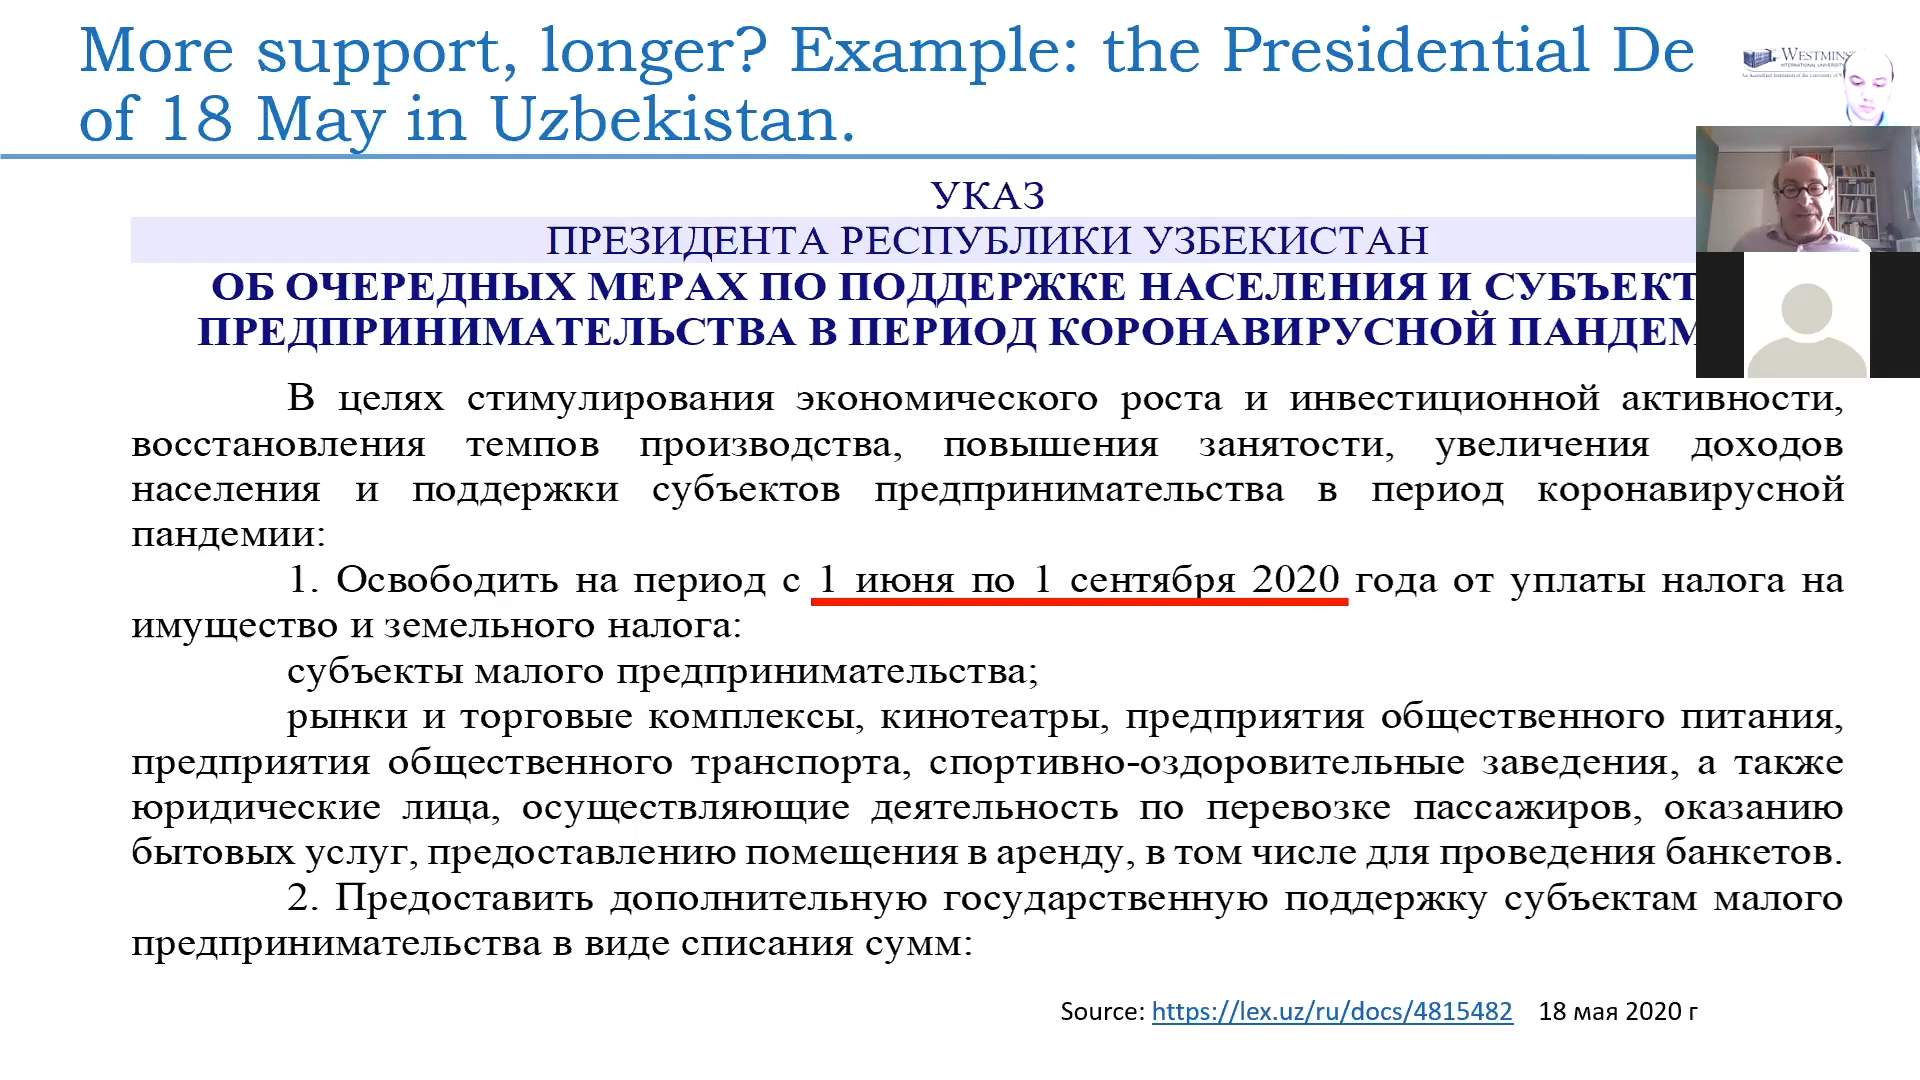 More support, longer? Example: the Presidential De
of 18 May in Uzbekistan.
УКАЗ
ПРЕЗИДЕНТА РЕСПУБЛИКИ УЗБЕКИСТАН
ОБ ОЧЕРЕДНЫХ МЕРАХ ПО ПОДДЕРЖКЕ НАСЕЛЕНИЯ И СУБЪЕКТ
ПРЕДПРИНИМАТЕЛЬСТВА В ПЕРИОД КОРОНАВИРУСНОЙ ПАНДЕМ
В целях стимулирования экономического роста и инвестиционной активности,
восстановления темпов производства, повышения занятости, увеличения доходов
населения и поддержки субъектов предпринимательства в период коронавирусной
пандемии:
1. Освободить на период с 1 июня по 1 сентября 2020 года от уплаты налога на
имущество и земельного налога:
субъекты малого предпринимательства;
рынки и торговые комплексы, кинотеатры, предприятия общественного питания,
предприятия общественного транспорта, спортивно-оздоровительные заведения, а также
юридические лица, осуществляющие деятельность по перевозке пассажиров, оказанию
бытовых услуг, предоставлению помещения в аренду, в том числе для проведения банкетов.
2. Предоставить дополнительную государственную поддержку субъектам малого
предпринимательства в виде списания сумм:
Source: https://lex.uz/ru/docs/4815482 18 мая 2020 г